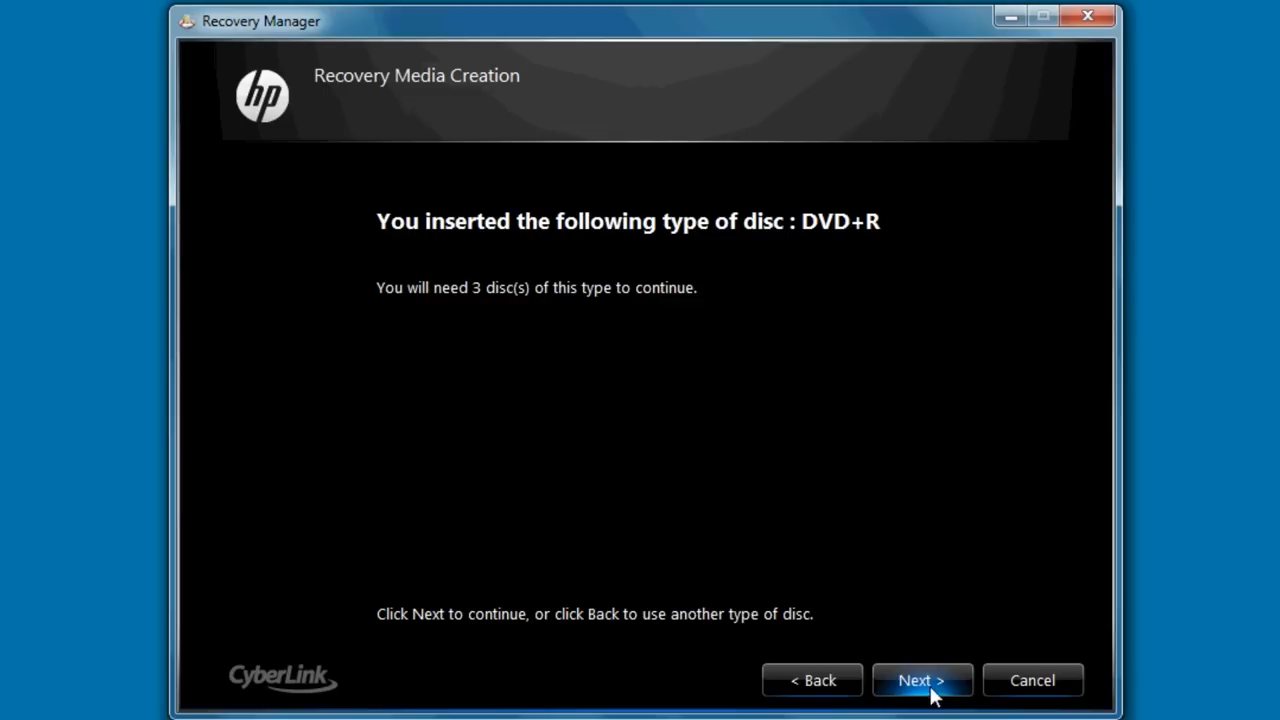 Recovery Manager
hp
Recovery Media Creation
You inserted the following type of disc : DVD+R
You will need 3 disc(s) of this type to continue.
Click Next to continue, or click Back to use another type of disc.
CyberLink
< Back
Next >
Cancel